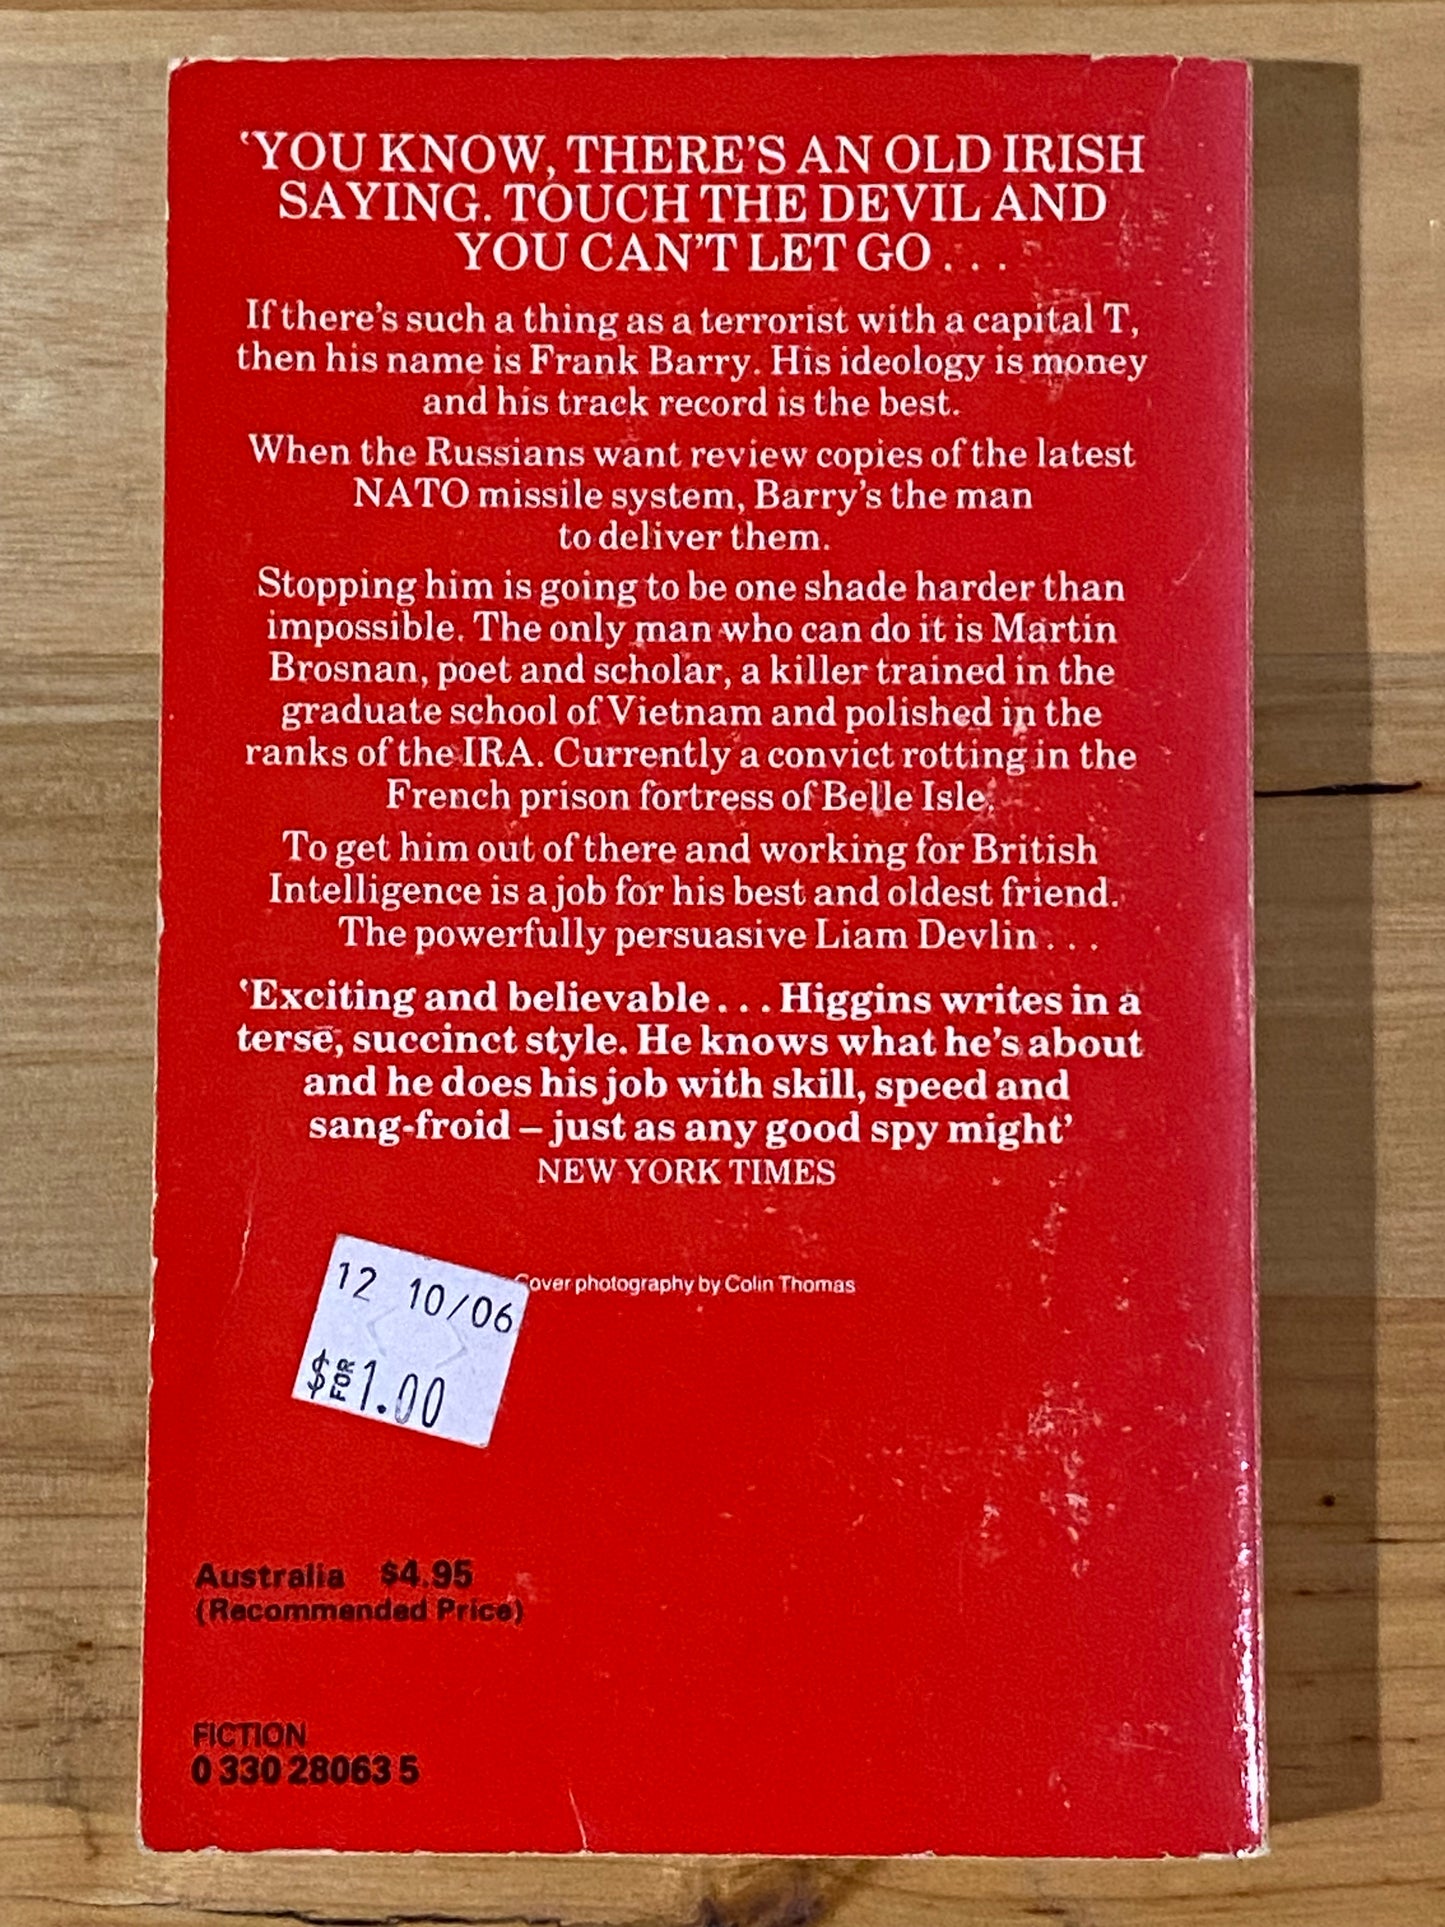 ‘YOU KNOW, THERE’S AN OLD IRISH
SAYING. TOUCH THE DEVIL AND
YOU CAN’T LET GO . . .
If there’s such a thing as a terrorist with a capital T,
then his name is Frank Barry. His ideology is money
and his track record is the best.
When the Russians want review copies of the latest
NATO missile system, Barry’s the man
to deliver them.
Stopping him is going to be one shade harder than
impossible. The only man who can do it is Martin
Brosnan, poet and scholar, a killer trained in the
graduate school of Vietnam and polished in the
ranks of the IRA. Currently a convict rotting in the
French prison fortress of Belle Isle.
To get him out of there and working for British
Intelligence is a job for his best and oldest friend.
The powerfully persuasive Liam Devlin . . .
‘Exciting and believable . . . Higgins writes in a
terse, succinct style. He knows what he’s about
and he does his job with skill, speed and
sang-froid – just as any good spy might’
NEW YORK TIMES
Cover photography by Colin Thomas
12 10/06
$ FOR 1.00
Australia $4.95
(Recommended Price)
FICTION
0 330 28063 5